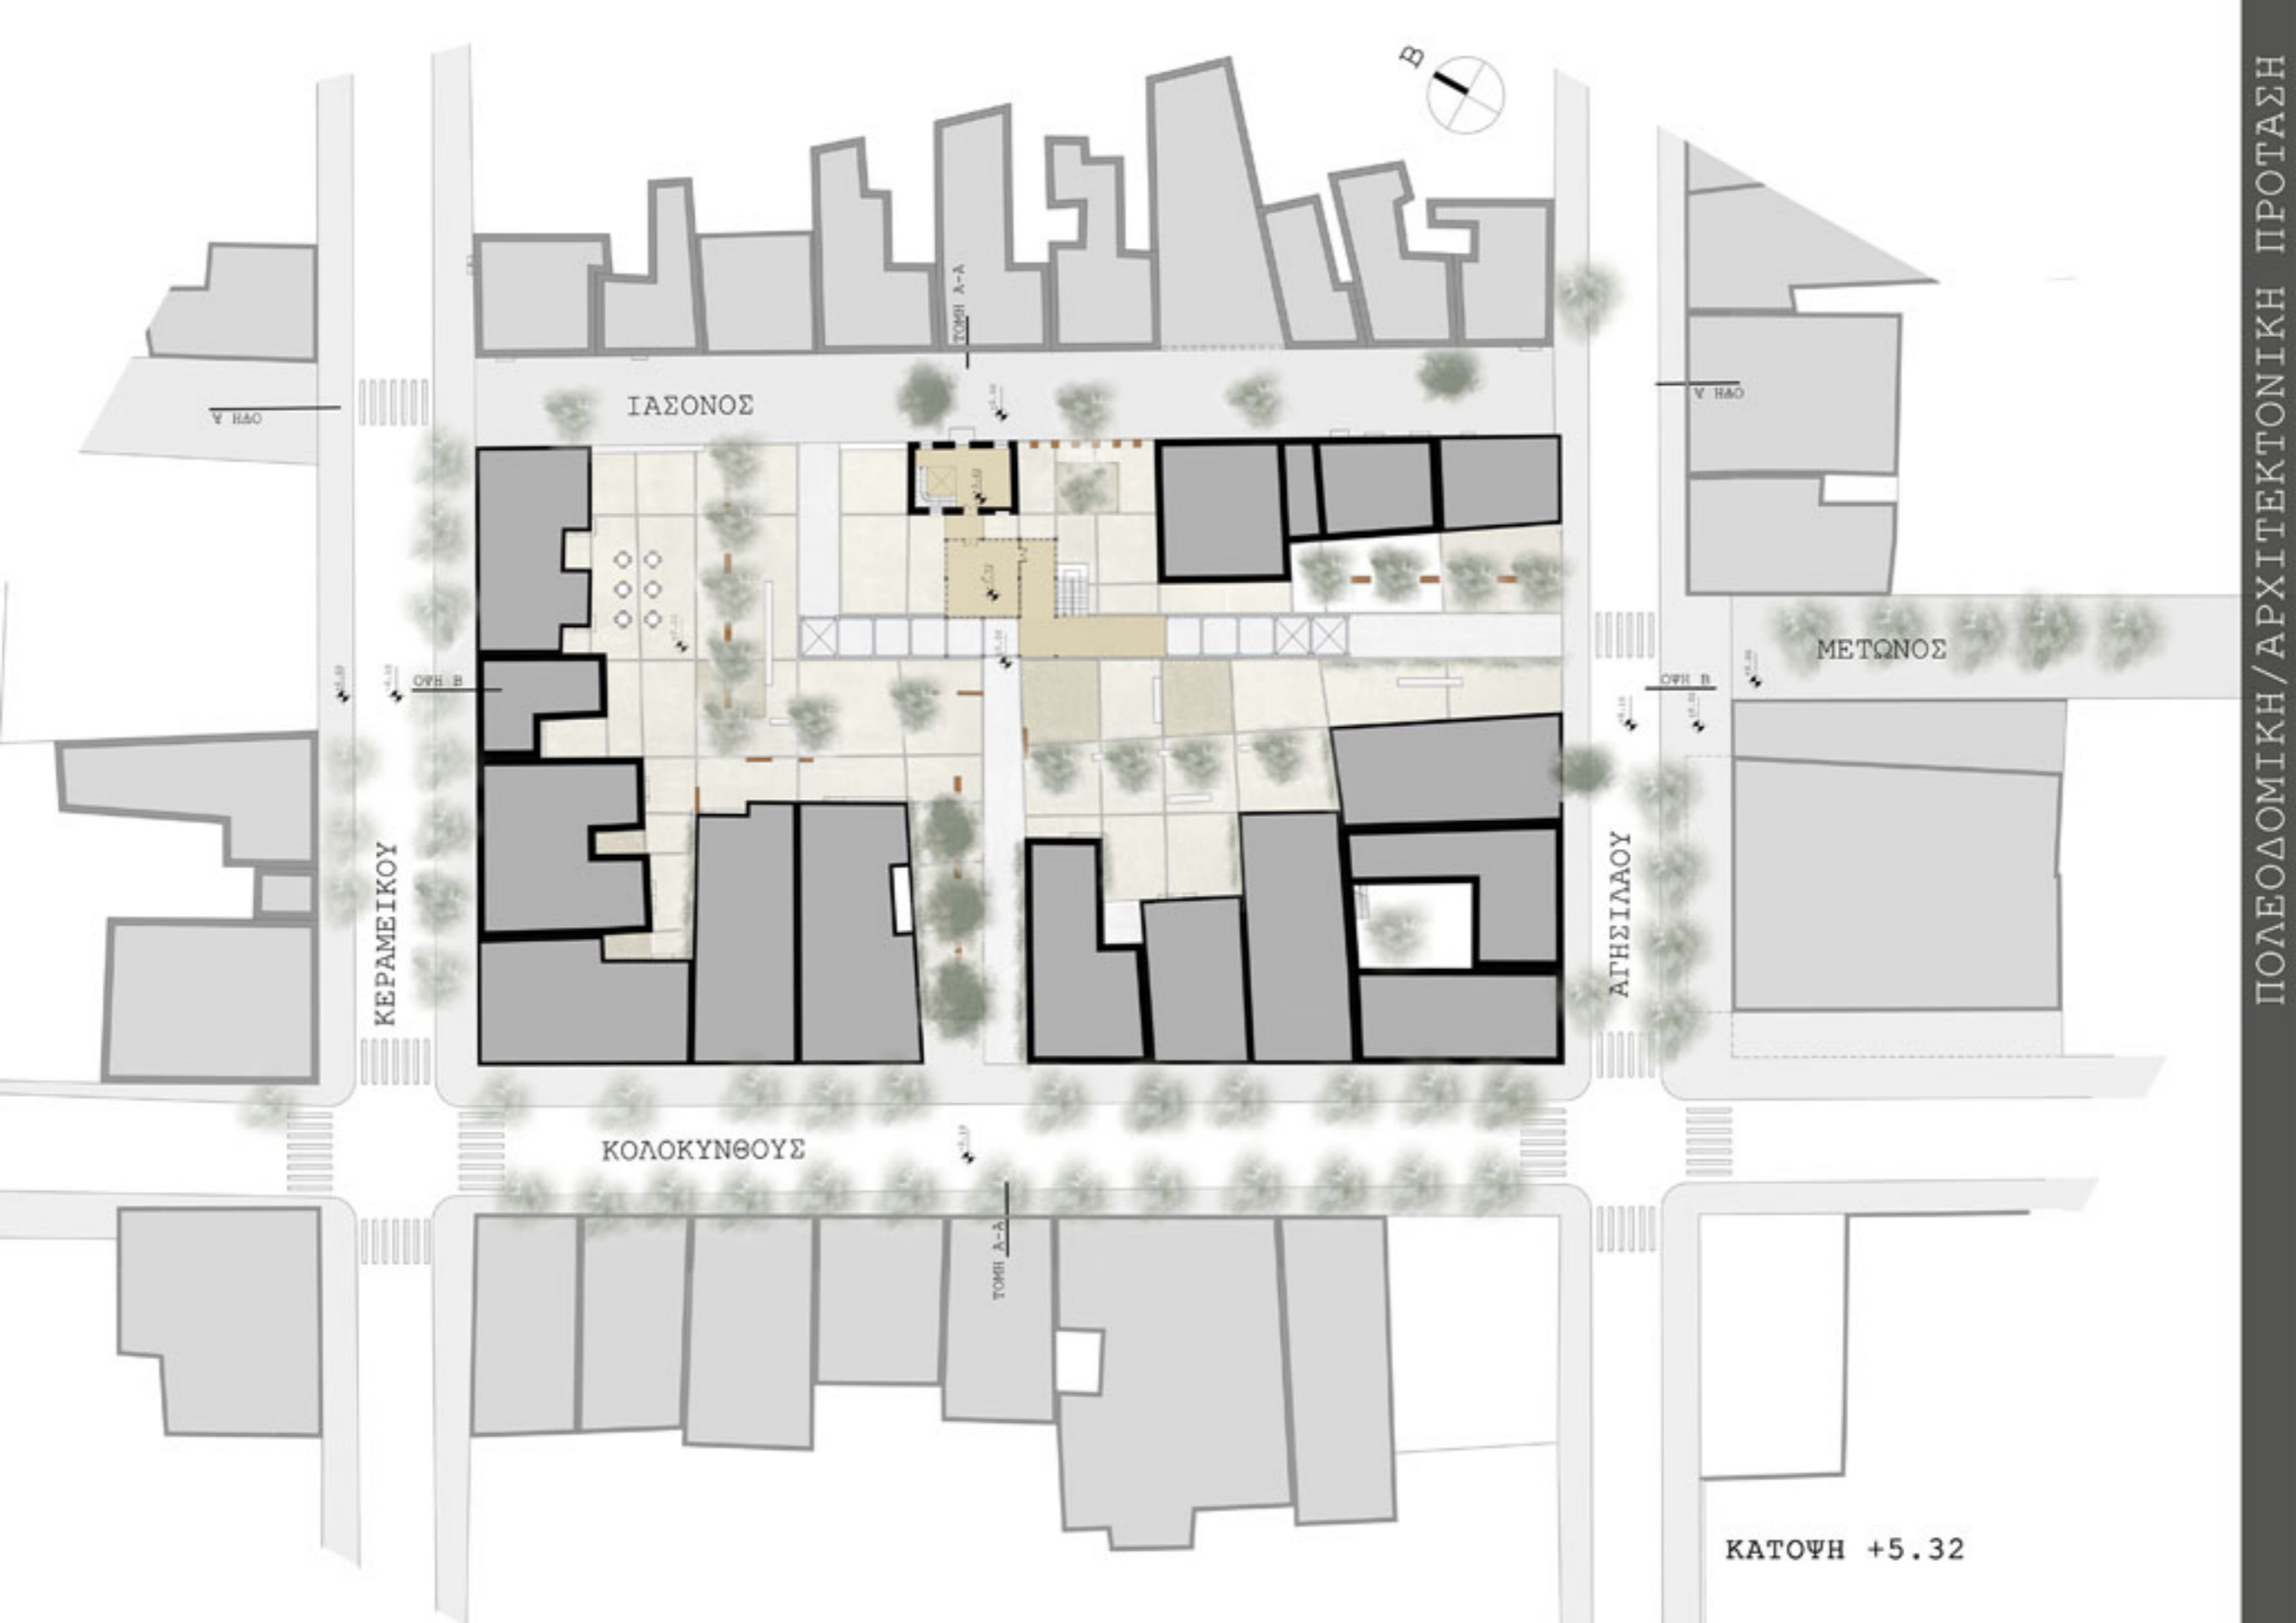 Β
ΤΟΜΗ Α-Α
ΙΑΣΟΝΟΣ
ΟΨΗ Α
ΟΨΗ Α
ΜΕΤΩΝΟΣ
ΟΨΗ Β
ΟΨΗ Β
ΚΕΡΑΜΕΙΚΟΥ
ΑΓΗΣΙΛΑΟΥ
ΚΟΛΟΚΥΝΘΟΥΣ
ΤΟΜΗ Α-Α
ΚΑΤΟΨΗ +5.32
ΠΟΛΕΟΔΟΜΙΚΗ/ΑΡΧΙΤΕΚΤΟΝΙΚΗ ΠΡΟΤΑΣΗ